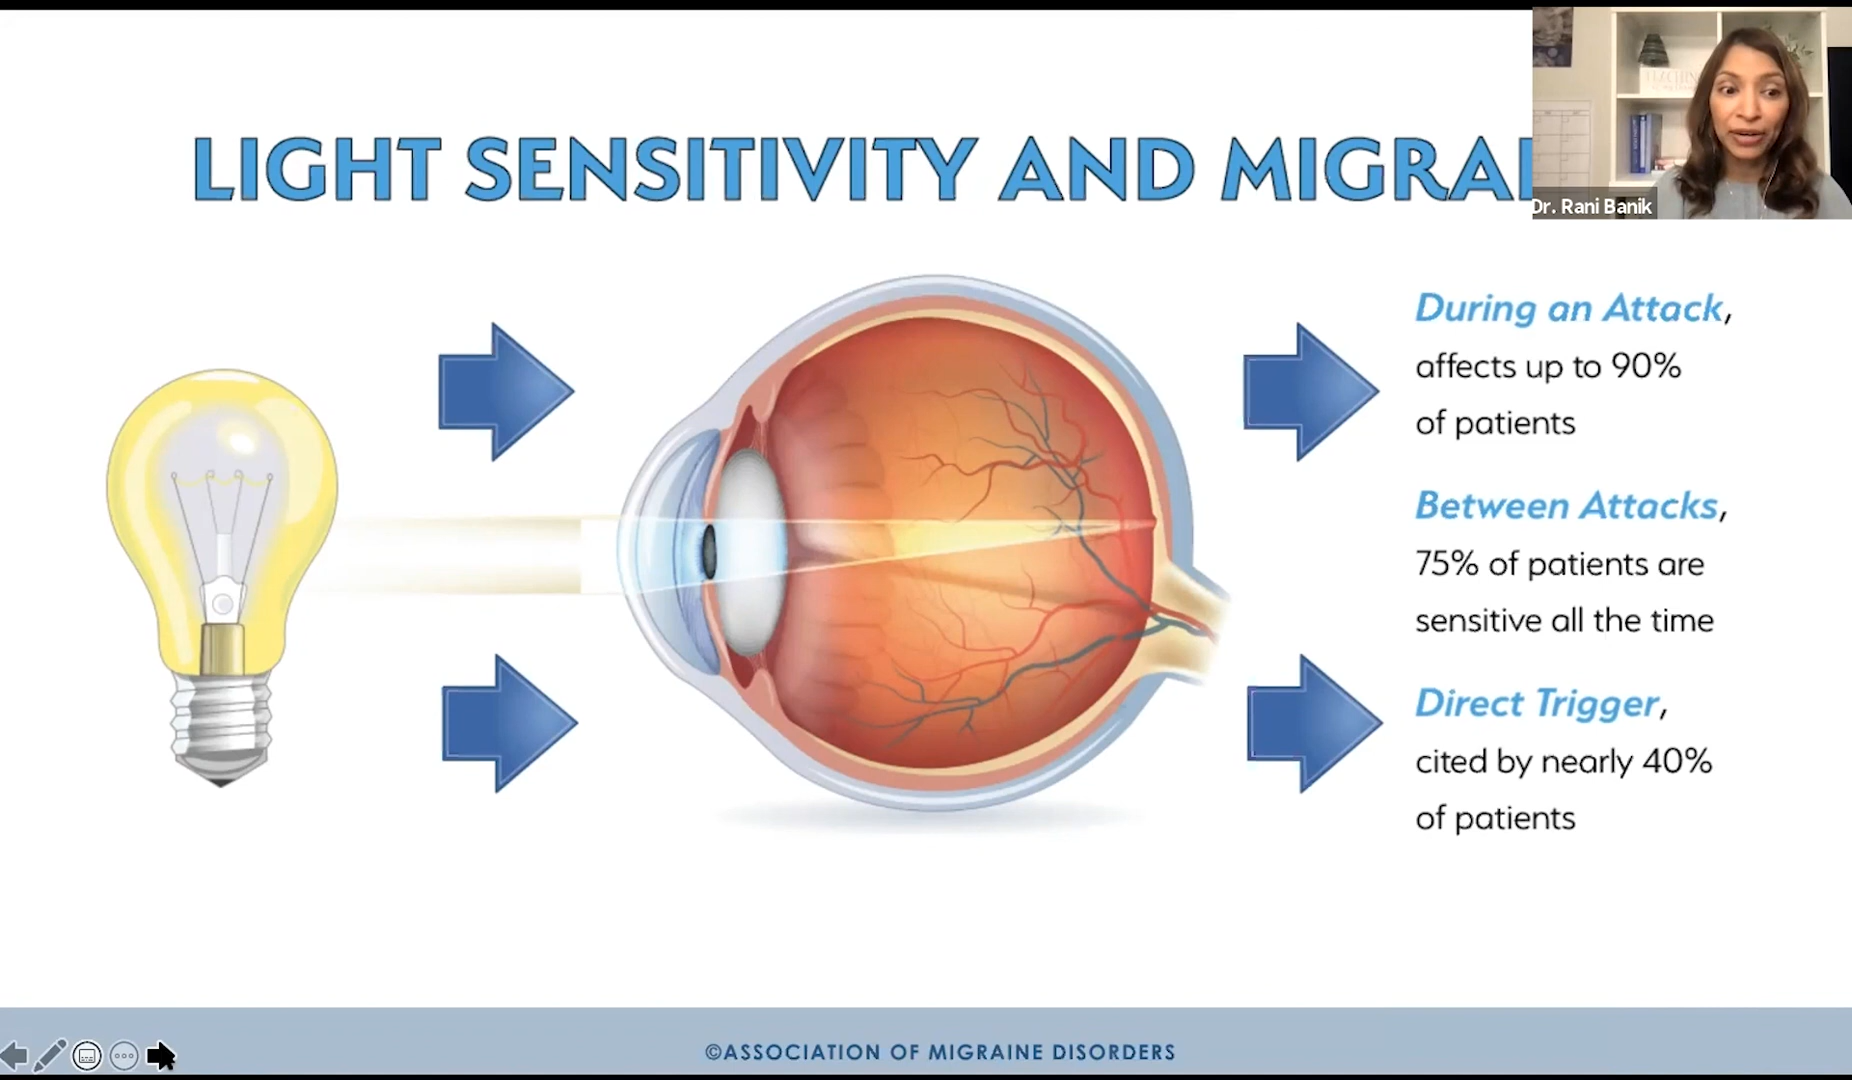 LIGHT SENSITIVITY AND MIGRAI
Dr. Rani Banik
During an Attack,
affects up to 90%
of patients
Between Attacks,
75% of patients are
sensitive all the time
Direct Trigger,
cited by nearly 40%
of patients
©ASSOCIATION OF MIGRAINE DISORDERS